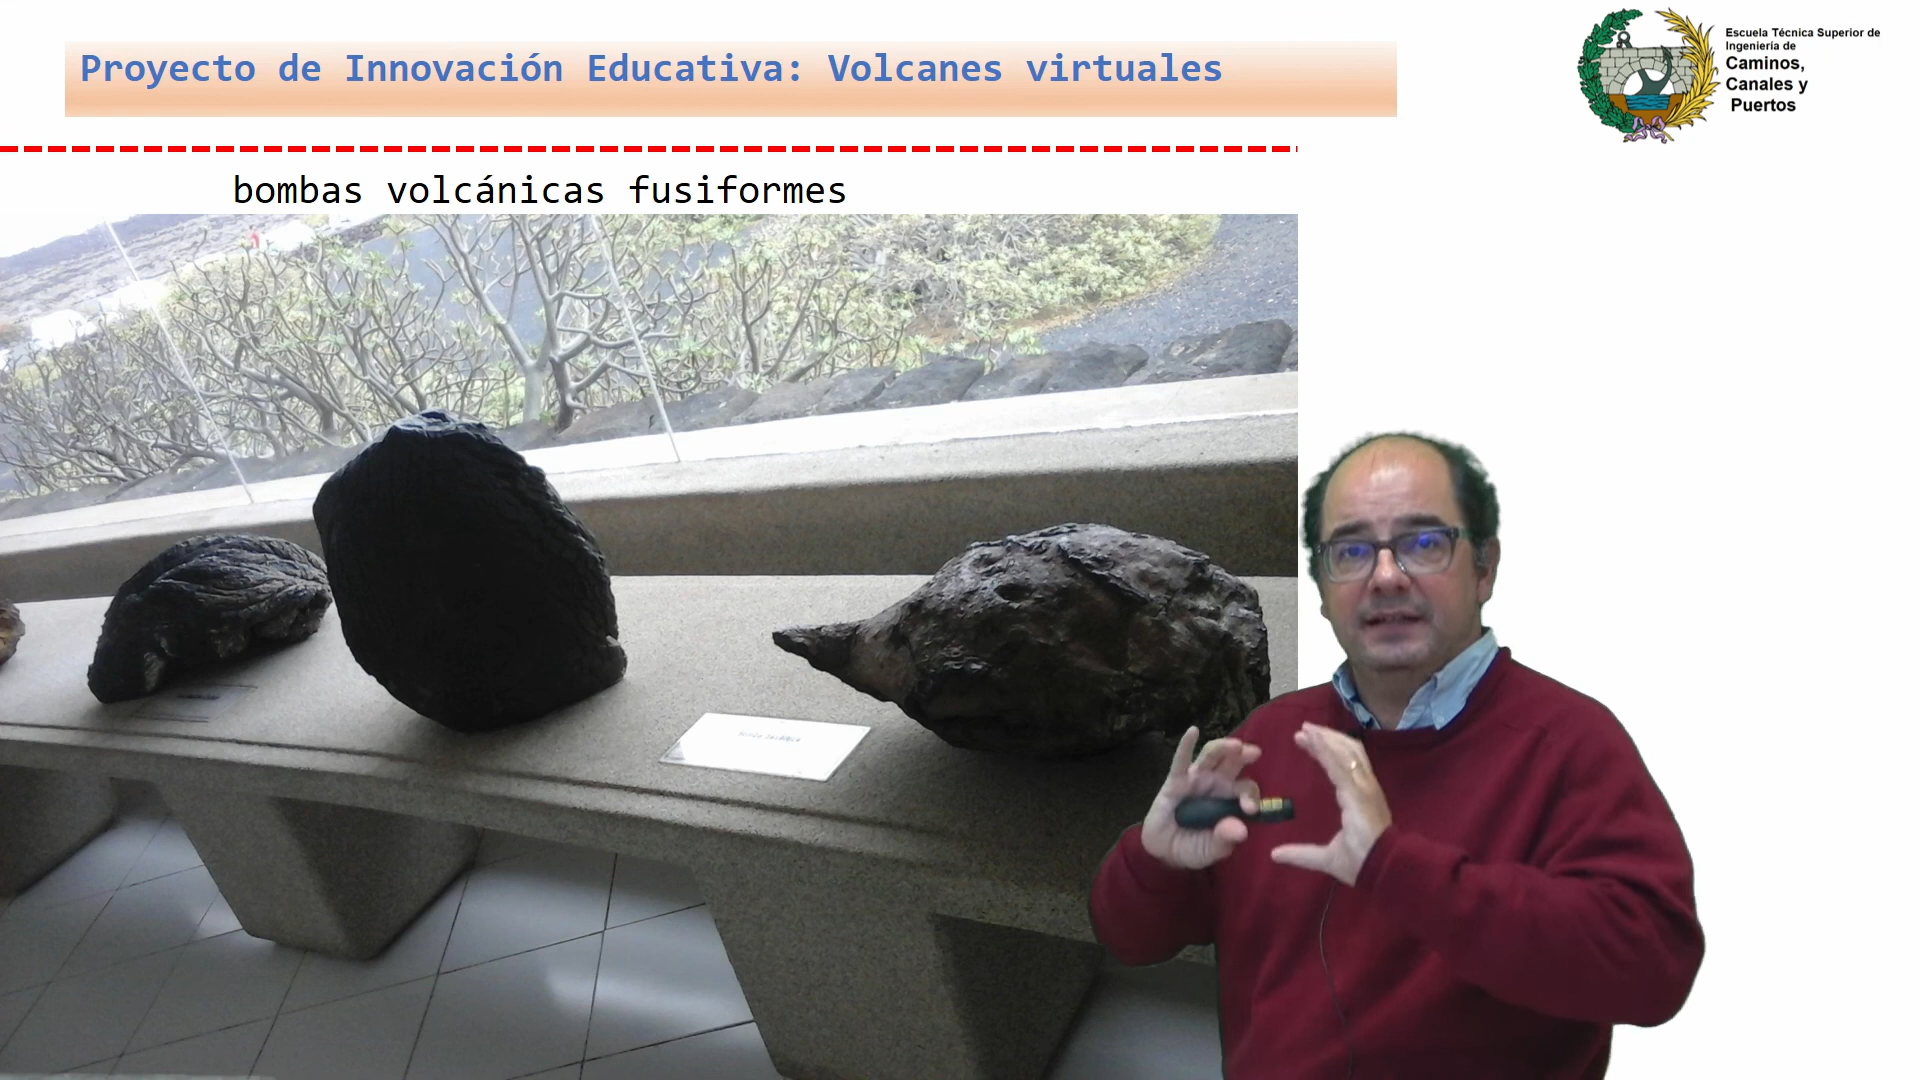 Proyecto de Innovación Educativa: Volcanes virtuales
Escuela Técnica Superior de
Ingeniería de
Caminos,
Canales y
Puertos
bombas volcánicas fusiformes